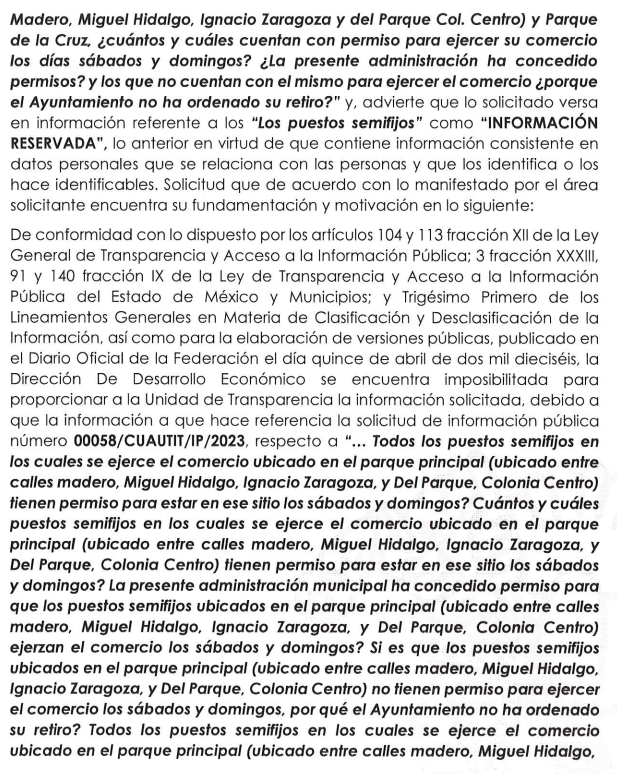 Madero, Miguel Hidalgo, Ignacio Zaragoza y del Parque Col. Centro) y Parque
de la Cruz, ¿cuántos y cuáles cuentan con permiso para ejercer su comercio
los días sábados y domingos? ¿La presente administración ha concedido
permisos? y los que no cuentan con el mismo para ejercer el comercio ¿porque
el Ayuntamiento no ha ordenado su retiro?" y, advierte que lo solicitado versa
en información referente a los "Los puestos semifijos" como "INFORMACIÓN
RESERVADA", lo anterior en virtud de que contiene información consistente en
datos personales que se relaciona con las personas y que los identifica o los
hace identificables. Solicitud que de acuerdo con lo manifestado por el área
solicitante encuentra su fundamentación y motivación en lo siguiente:
De conformidad con lo dispuesto por los artículos 104 y 113 fracción XII de la Ley
General de Transparencia y Acceso a la Información Pública; 3 fracción XXXIII,
91 y 140 fracción IX de la Ley de Transparencia y Acceso a la Información
Pública del Estado de México y Municipios; y Trigésimo Primero de los
Lineamientos Generales en Materia de Clasificación y Desclasificación de la
Información, así como para la elaboración de versiones públicas, publicado en
el Diario Oficial de la Federación el día quince de abril de dos mil dieciséis, la
Dirección De Desarrollo Económico se encuentra imposibilitada para
proporcionar a la Unidad de Transparencia la información solicitada, debido a
que la información a que hace referencia la solicitud de información pública
número 00058/CUAUTIT/IP/2023, respecto a "... Todos los puestos semifijos en
los cuales se ejerce el comercio ubicado en el parque principal (ubicado entre
calles madero, Miguel Hidalgo, Ignacio Zaragoza, y Del Parque, Colonia Centro)
tienen permiso para estar en ese sitio los sábados y domingos? Cuántos y cuáles
puestos semifijos en los cuales se ejerce el comercio ubicado en el parque
principal (ubicado entre calles madero, Miguel Hidalgo, Ignacio Zaragoza, y
Del Parque, Colonia Centro) tienen permiso para estar en ese sitio los sábados
y domingos? La presente administración municipal ha concedido permiso para
que los puestos semifijos ubicados en el parque principal (ubicado entre calles
madero, Miguel Hidalgo, Ignacio Zaragoza, y Del Parque, Colonia Centro)
ejerzan el comercio los sábados y domingos? Si es que los puestos semifijos
ubicados en el parque principal (ubicado entre calles madero, Miguel Hidalgo,
Ignacio Zaragoza, y Del Parque, Colonia Centro) no tienen permiso para ejercer
el comercio los sábados y domingos, por qué el Ayuntamiento no ha ordenado
su retiro? Todos los puestos semifijos en los cuales se ejerce el comercio
ubicado en el parque principal (ubicado entre calles madero, Miguel Hidalgo,